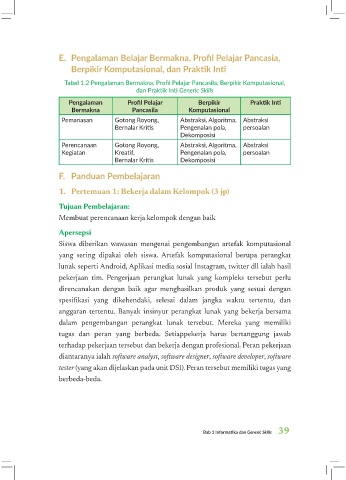 E. Pengalaman Belajar Bermakna, Profil Pelajar Pancasia,
Berpikir Komputasional, dan Praktik Inti
Tabel 1.2 Pengalaman Bermakna, Profil Pelajar Pancasila, Berpikir Komputasional,
dan Praktik Inti Generic Skills
Pengalaman Bermakna Profil Pelajar Pancasila Berpikir Komputasional Praktik Inti
Pemanasan Gotong Royong, Abstraksi, Algoritma, Abstraksi
Bernalar Kritis Pengenalan pola, persoalan
Dekomposisi
Perencanaan Gotong Royong, Abstraksi, Algoritma, Abstraksi
Kegiatan Kreatif, Pengenalan pola, persoalan
Bernalar Kritis Dekomposisi
F. Panduan Pembelajaran
1. Pertemuan 1: Bekerja dalam Kelompok (3 jp)
Tujuan Pembelajaran:
Membuat perencanaan kerja kelompok dengan baik
Apersepsi
Siswa diberikan wawasan mengenai pengembangan artefak komputasional
yang sering dipakai oleh siswa. Artefak komputasional berupa perangkat
lunak seperti Android, Aplikasi media sosial Instagram, twitter dll ialah hasil
pekerjaan tim. Pengerjaan perangkat lunak yang kompleks tersebut perlu
direncanakan dengan baik agar menghasilkan produk yang sesuai dengan
spesifikasi yang dikehendaki, selesai dalam jangka waktu tertentu, dan
anggaran tertentu. Banyak insinyur perangkat lunak yang bekerja bersama
dalam pengembangan perangkat lunak tersebut. Mereka yang memiliki
tugas dan peran yang berbeda. Setiappekerja harus bertanggung jawab
terhadap pekerjaan tersebut dan bekerja dengan profesional. Peran pekerjaan
diantaranya ialah software analyst, software designer, software developer, software
tester (yang akan dijelaskan pada unit DSI). Peran tersebut memiliki tugas yang
berbeda-beda.
Bab 1 Informatika dan Generic Skills 39